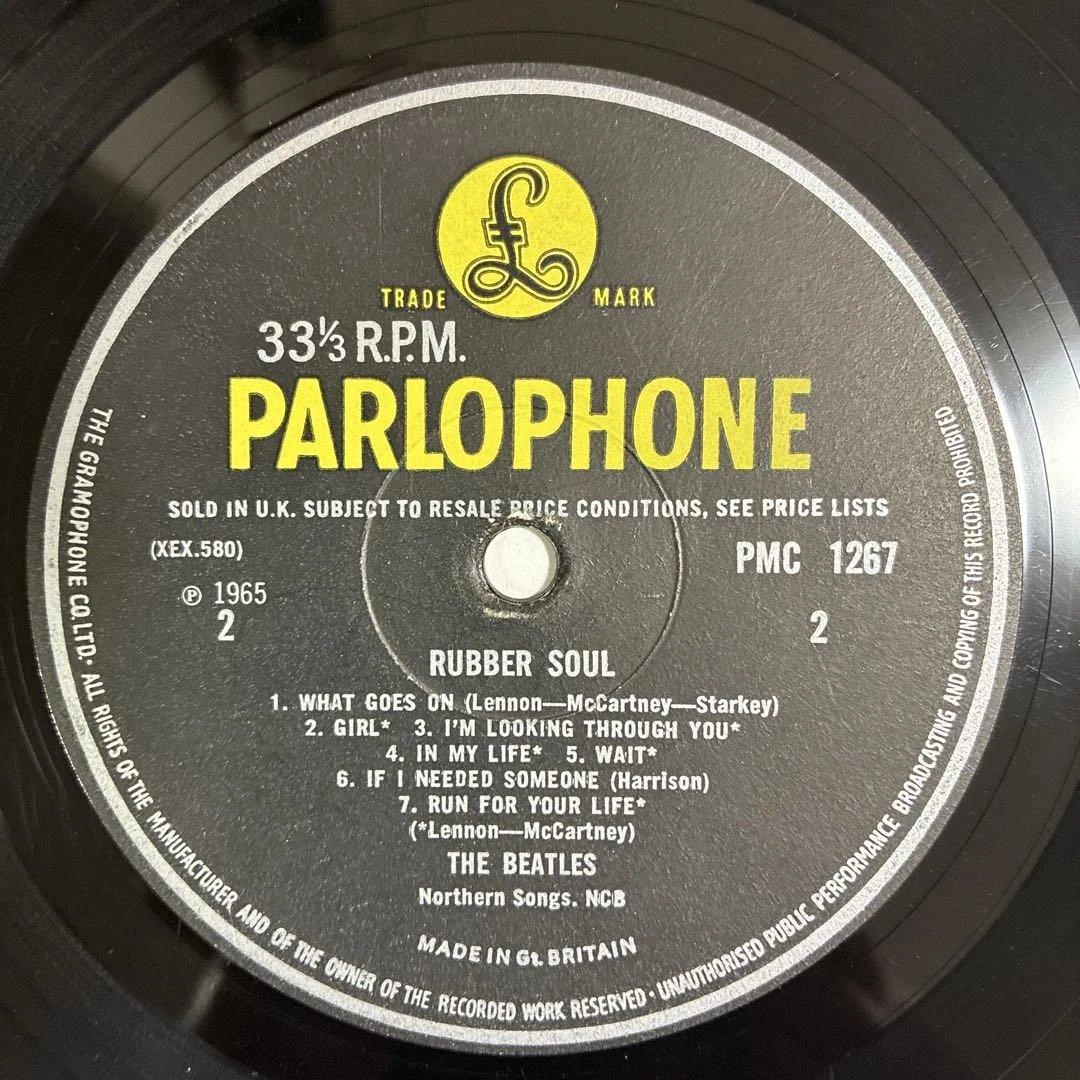 £
TRADE MARK
33⅓ R.P.M.
PARLOPHONE
SOLD IN U.K. SUBJECT TO RESALE PRICE CONDITIONS, SEE PRICE LISTS
(XEX.580) PMC 1267
℗ 1965
2 2
RUBBER SOUL
1. WHAT GOES ON (Lennon—McCartney—Starkey)
2. GIRL* 3. I'M LOOKING THROUGH YOU*
4. IN MY LIFE* 5. WAIT*
6. IF I NEEDED SOMEONE (Harrison)
7. RUN FOR YOUR LIFE*
(*Lennon—McCartney)
THE BEATLES
Northern Songs. NCB
MADE IN Gt. BRITAIN
THE GRAMOPHONE CO. LTD. · ALL RIGHTS OF THE MANUFACTURER AND OF THE OWNER OF THE RECORDED WORK RESERVED · UNAUTHORISED PUBLIC PERFORMANCE BROADCASTING AND COPYING OF THIS RECORD PROHIBITED